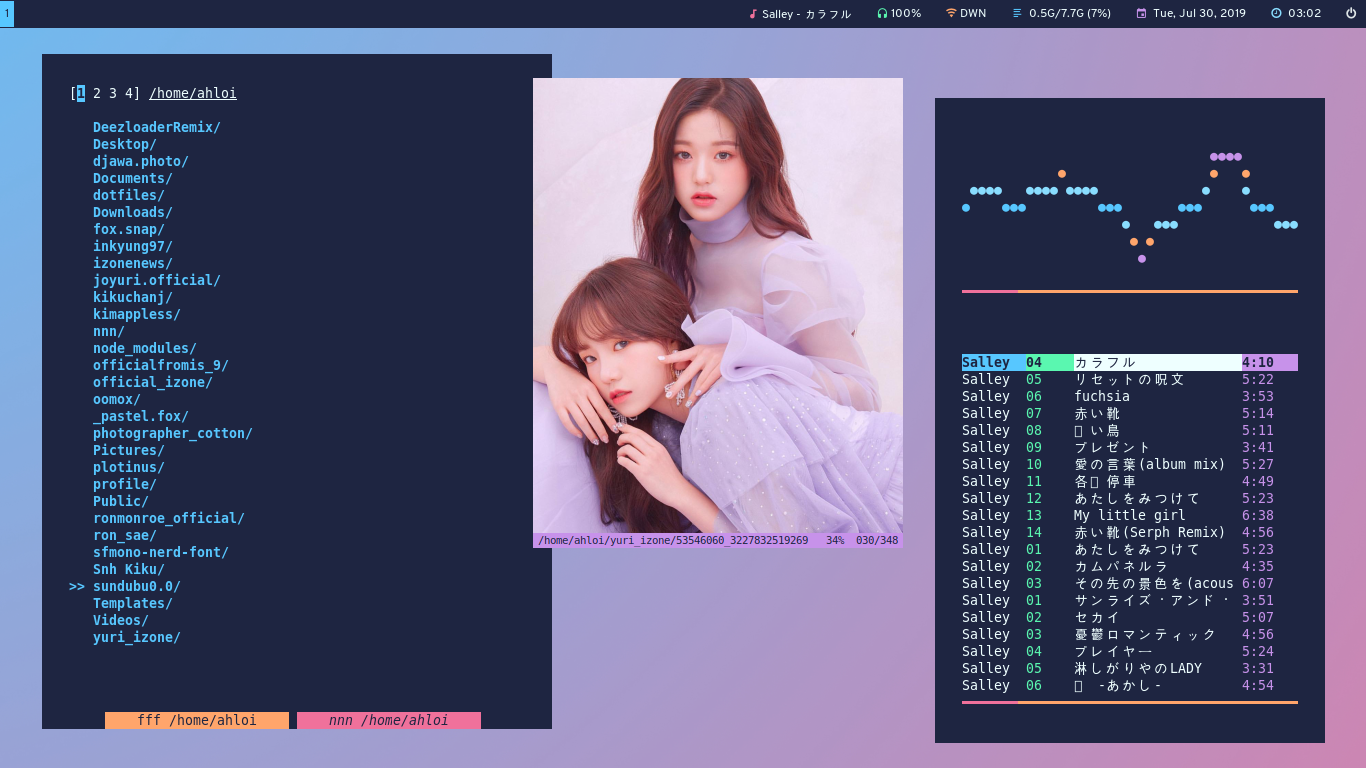 1
Salley - カラフル
100%
DWN
0.5G/7.7G (7%)
Tue, Jul 30, 2019
03:02
[1 2 3 4] /home/ahloi
DeezloaderRemix/
Desktop/
djawa.photo/
Documents/
dotfiles/
Downloads/
fox.snap/
inkyung97/
izonenews/
joyuri.official/
kikuchanj/
kimappless/
nnn/
node_modules/
officialfromis_9/
official_izone/
oomox/
_pastel.fox/
photographer_cotton/
Pictures/
plotinus/
profile/
Public/
ronmonroe_official/
ron_sae/
sfmono-nerd-font/
Snh Kiku/
>> sundubu0.0/
Templates/
Videos/
yuri_izone/
fff /home/ahloi
nnn /home/ahloi
/home/ahloi/yuri_izone/53546060_3227832519269 34% 030/348
Salley 04 カラフル 4:10
Salley 05 リセットの呪文 5:22
Salley 06 fuchsia 3:53
Salley 07 赤い靴 5:14
Salley 08 い鳥 5:11
Salley 09 プレゼント 3:41
Salley 10 愛の言葉(album mix) 5:27
Salley 11 各 停車 4:49
Salley 12 あたしをみつけて 5:23
Salley 13 My little girl 6:38
Salley 14 赤い靴(Serph Remix) 4:56
Salley 01 あたしをみつけて 5:23
Salley 02 カムパネルラ 4:35
Salley 03 その先の景色を(acous 6:07
Salley 01 サンライズ・アンド・ 3:51
Salley 02 セカイ 5:07
Salley 03 憂鬱ロマンティック 4:56
Salley 04 プレイヤー 5:24
Salley 05 淋しがりやのLADY 3:31
Salley 06 -あかし- 4:54